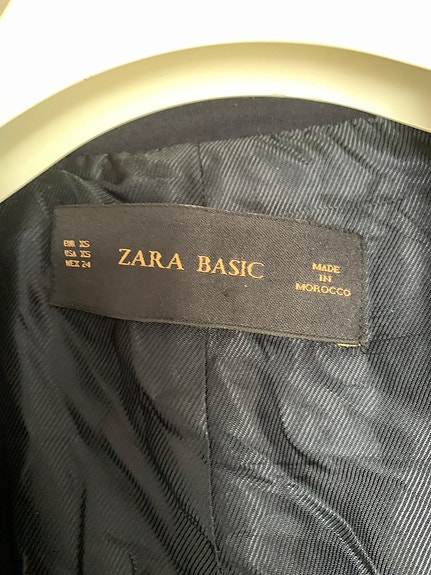 EUR XS
USA XS
MEX 24
ZARA BASIC
MADE
IN
MOROCCO